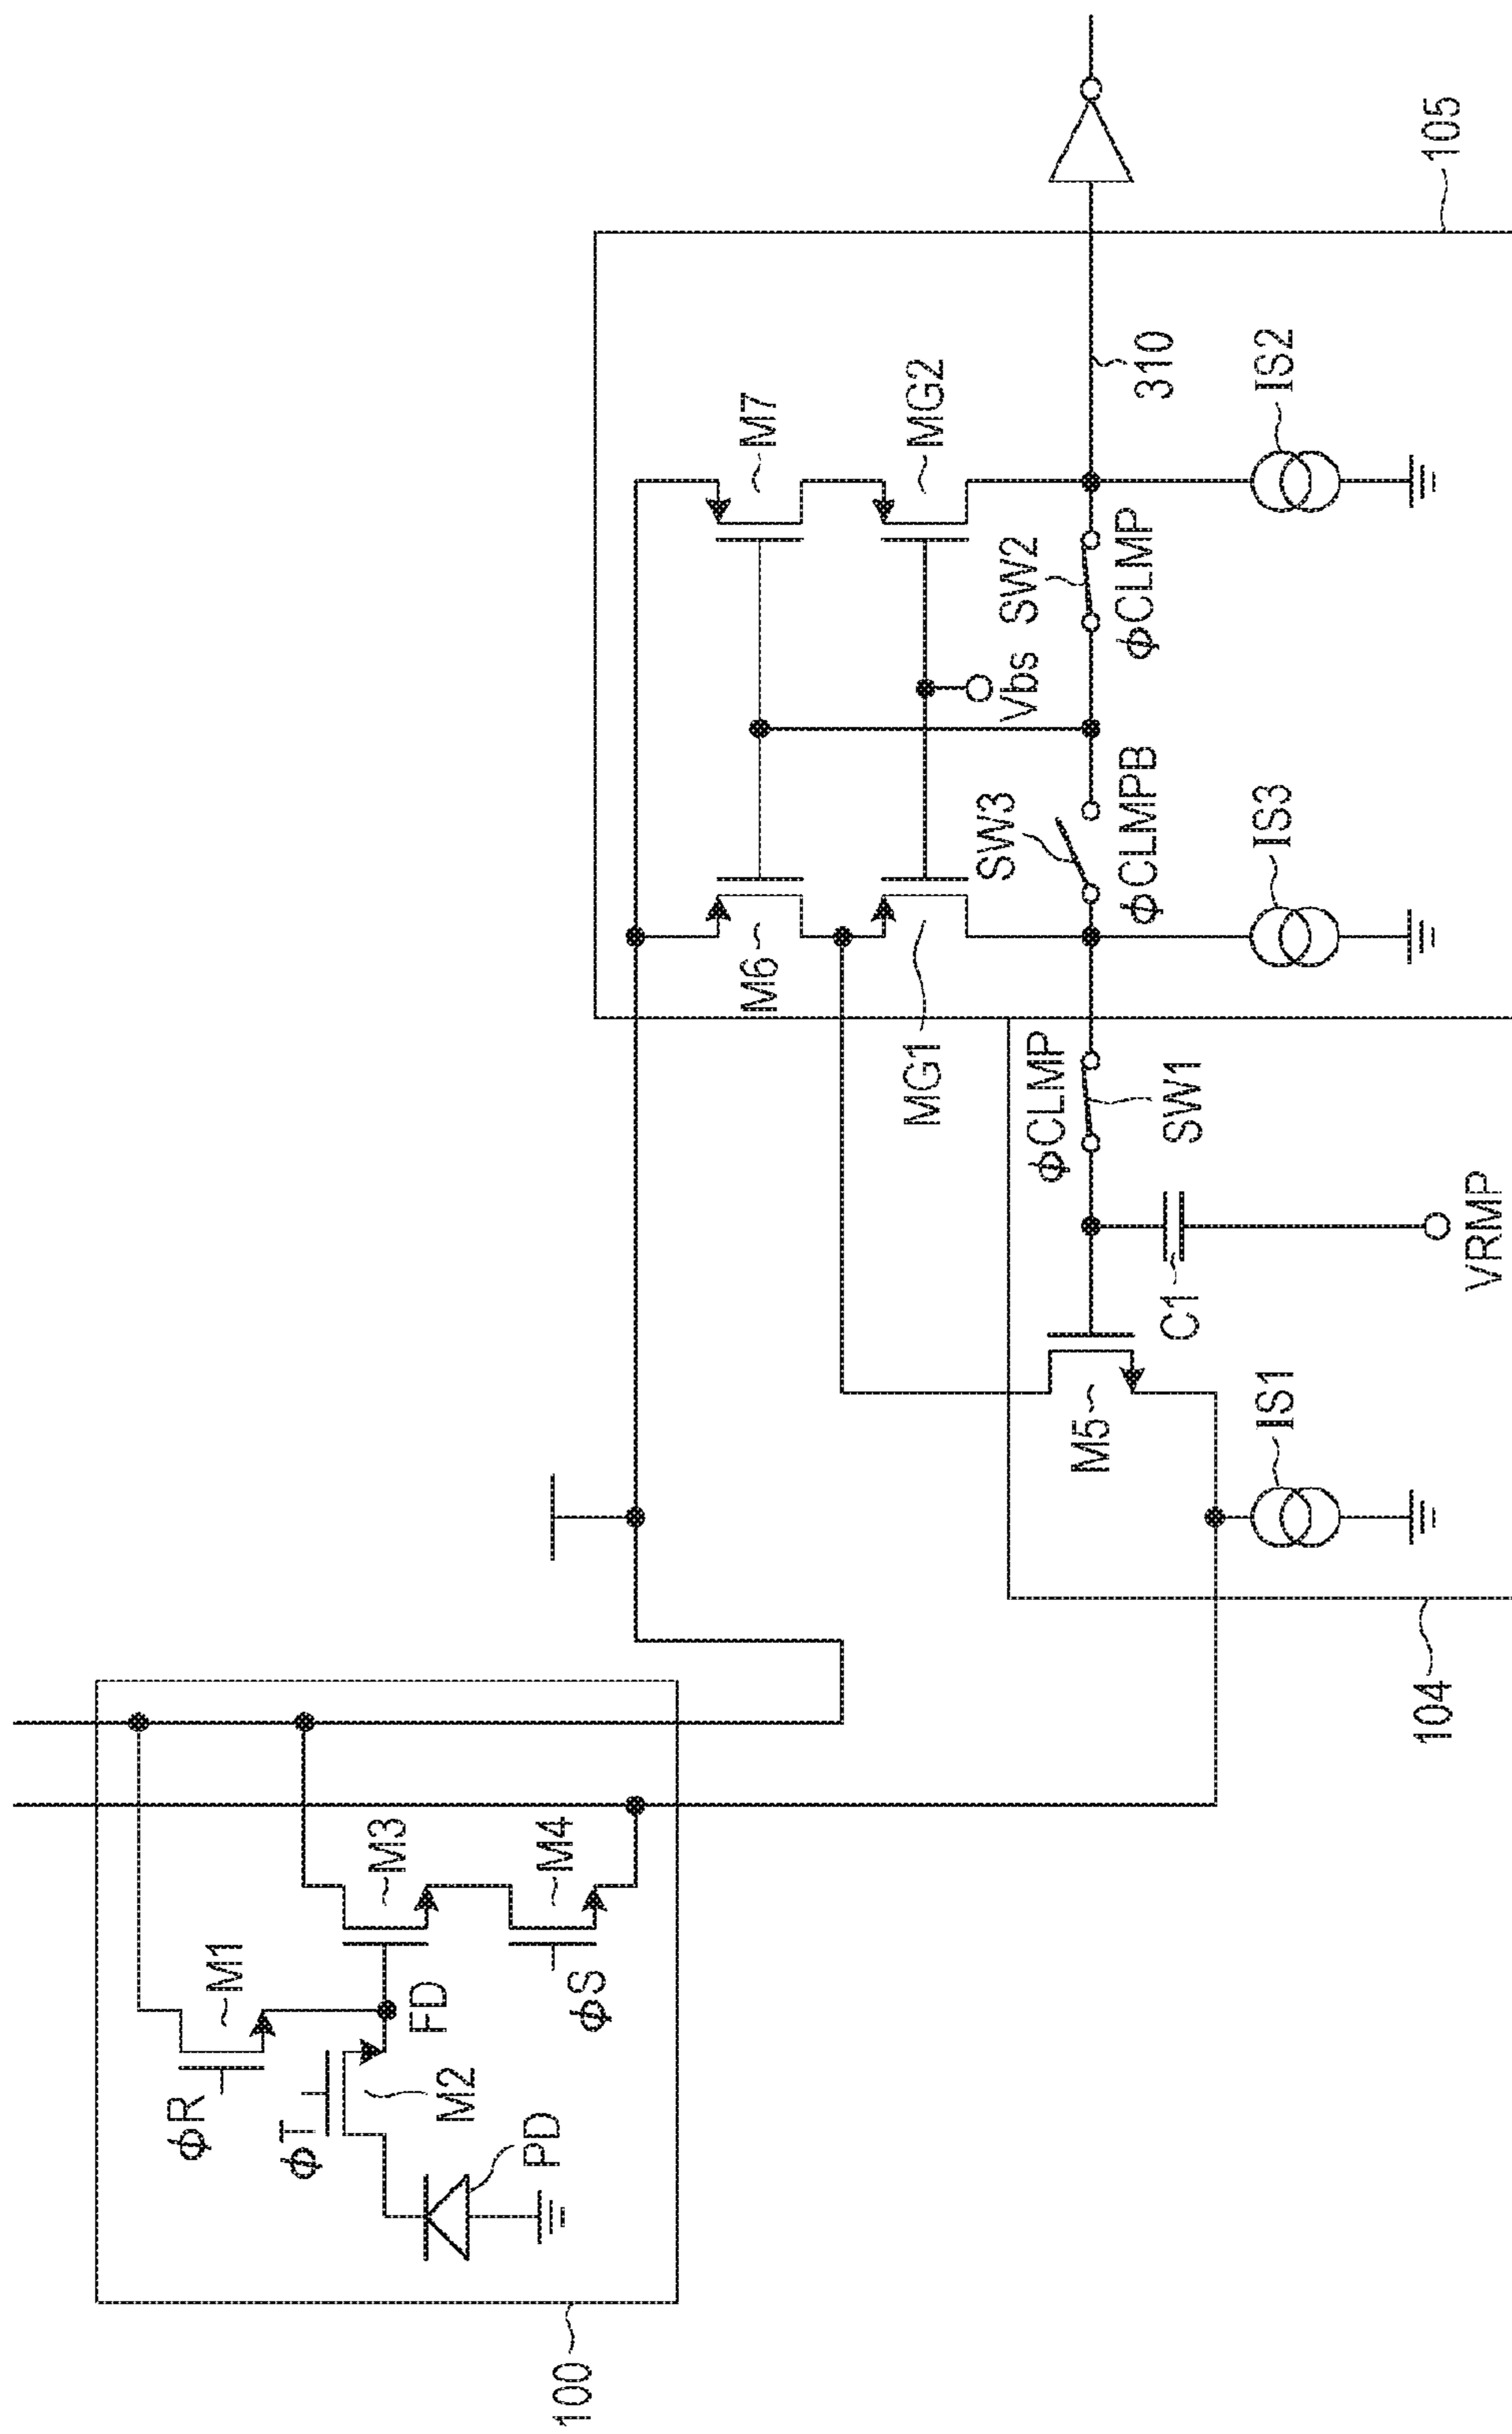 100
φR
M1
φT
M2
PD
FD
M3
φS
M4
104
M5
IS1
C1
VRMP
φCLMP
SW1
105
M6
MG1
M7
MG2
Vbs
SW3
φCLMPB
SW2
φCLMP
IS3
IS2
310